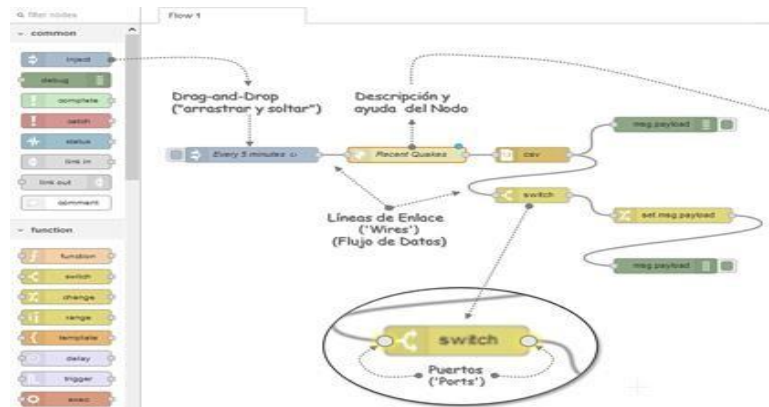 filter nodes
Flow 1
common
inject
debug
complete
catch
status
link in
link out
comment
function
function
switch
change
range
template
delay
trigger
exec
Drag-and-Drop
("arrastrar y soltar")
Descripción y
ayuda del Nodo
msg.payload
Every 5 minutes
Recent Quakes
csv
switch
set msg.payload
msg.payload
Líneas de Enlace
('Wires')
(Flujo de Datos)
switch
Puertos
('Ports')